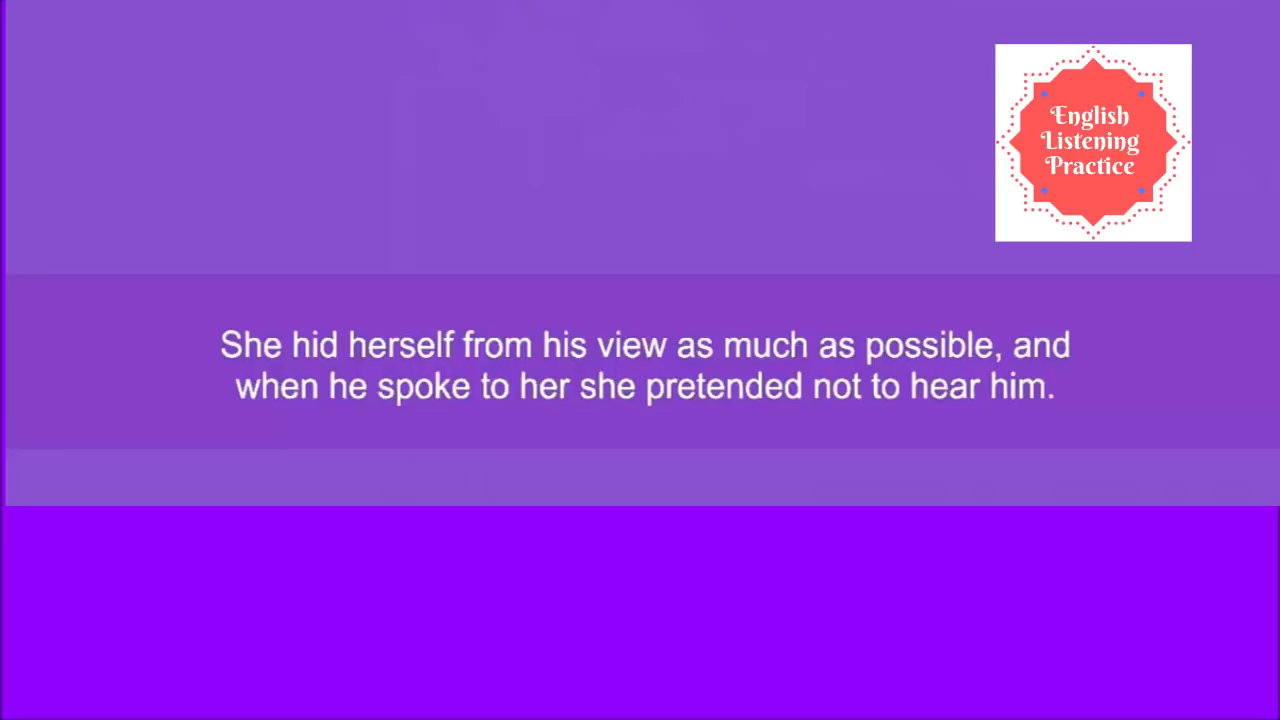 English
Listening
Practice
She hid herself from his view as much as possible, and
when he spoke to her she pretended not to hear him.